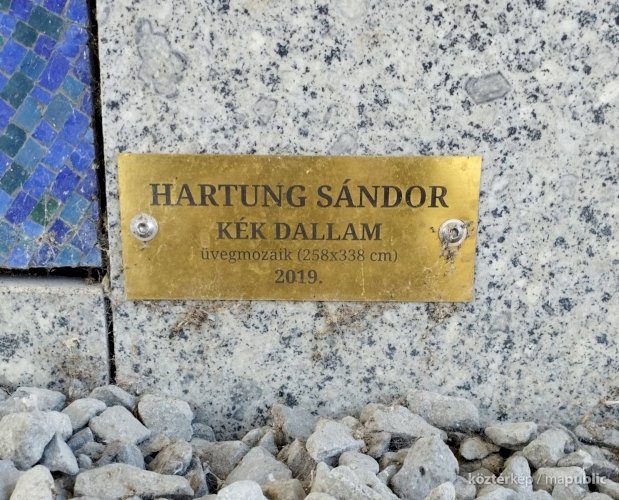 HARTUNG SÁNDOR
KÉK DALLAM
üvegmozaik (258x338 cm)
2019.
köztérkép / mapublic